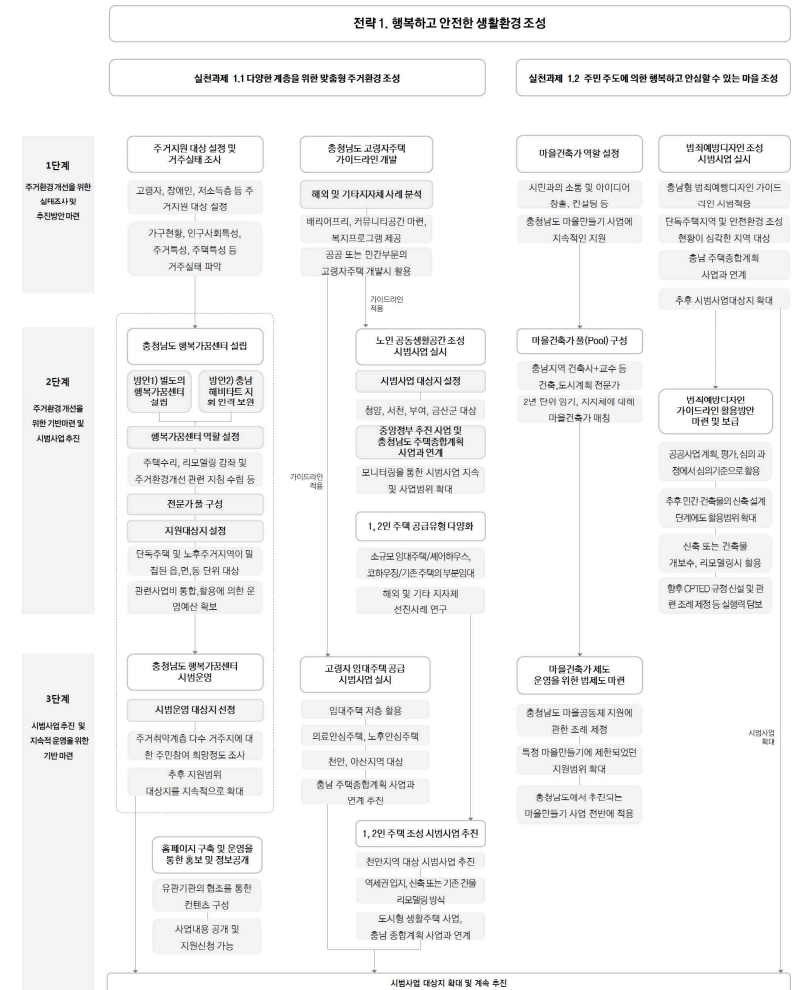 전략 1. 행복하고 안전한 생활환경 조성
실천과제 1.1 다양한 계층을 위한 맞춤형 주거환경 조성
실천과제 1.2 주민 주도에 의한 행복하고 안심할 수 있는 마을 조성
1단계
주거환경 개선을 위한
실태조사 및
추진방안 마련
주거지원 대상 설정 및
거주실태 조사
고령자, 장애인, 저소득층 등 주
거지원 대상 설정
가구현황, 인구사회특성,
주거특성, 주택특성 등
거주실태 파악
충청남도 고령자주택
가이드라인 개발
해외 및 기타지자체 사례 분석
배리어프리, 커뮤니티공간 마련,
복지프로그램 제공
공공 또는 민간부문의
고령자주택 개발시 활용
가이드라인
적용
마을건축가 역할 설정
시민과의 소통 및 아이디어
창출, 컨설팅 등
충청남도 마을만들기 사업에
지속적인 지원
범죄예방디자인 조성
시범사업 실시
충남형 범죄예빵디자인 가이드
라인 시범적용
단독주택지역 및 안전환경 조성
현황이 심각한 지역 대상
충남 주택종합계획
사업과 연계
추후 시범사업대상지 확대
2단계
주거환경 개선을
위한 기반마련 및
시범사업 추진
충청남도 행복가꿈센터 설립
방안1) 별도의
행복가꿈센터
설립
방안2) 충남
해비타트 지
회 인력 보완
행복가꿈센터 역할 설정
주택수리, 리모델링 강좌 및
주거환경개선 관련 지침 수립 등
전문가 풀 구성
지원대상지 설정
단독주택 및 노후주거지역이 밀
집된 읍,면,동 단위 대상
관련사업비 통합,활용에 의한 운
영예산 확보
가이드라인
적용
노인 공동생활공간 조성
시범사업 실시
시범사업 대상지 설정
청양, 서천, 부여, 금산군 대상
중앙정부 추진 사업 및
충청남도 주택종합계획
사업과 연계
모니터링을 통한 시범사업 지속
및 사업범위 확대
1, 2인 주택 공급유형 다양화
소규모 임대주택/셰어하우스,
코하우징/기존 주택의 부분임대
해외 및 기타 지자체
선진사례 연구
마을건축가 풀(Pool) 구성
충남지역 건축사+교수 등
건축,도시계획 전문가
2년 단위 임기, 지자체에 대해
마을건축가 매칭
범죄예방디자인
가이드라인 활용방안
마련 및 보급
공공사업 계획, 평가, 심의 과
정에서 심의기준으로 활용
추후 민간 건축물의 신축 설계
단계에도 활용범위 확대
신축 또는 건축물
개보수, 리모델링시 활용
향후 CPTED 규정 신설 및 관
련 조례 제정 등 실행력 담보
3단계
시범사업 추진 및
지속적 운영을 위한
기반 마련
충청남도 행복가꿈센터
시범운영
시범운영 대상지 선정
주거취약계층 다수 거주지에 대
한 주민참여 희망정도 조사
추후 지원범위
대상지를 지속적으로 확대
홈페이지 구축 및 운영을
통한 홍보 및 정보공개
유관기관의 협조를 통한
컨텐츠 구성
사업내용 공개 및
지원신청 가능
고령자 임대주택 공급
시범사업 실시
임대주택 저층 활용
의료안심주택, 노후안심주택
천안, 아산지역 대상
충남 주택종합계획 사업과
연계 추진
1, 2인 주택 조성 시범사업 추진
천안지역 대상 시범사업 추진
역세권 입지, 신축 또는 기존 건물
리모델링 방식
도시형 생활주택 사업,
충남 종합계획 사업과 연계
마을건축가 제도
운영을 위한 법제도 마련
충청남도 마을공동체 지원에
관한 조례 제정
특정 마을만들기에 제한되었던
지원범위 확대
충청남도에서 추진되는
마을만들기 사업 전반에 적용
시범사업
확대
시범사업 대상지 확대 및 계속 추진